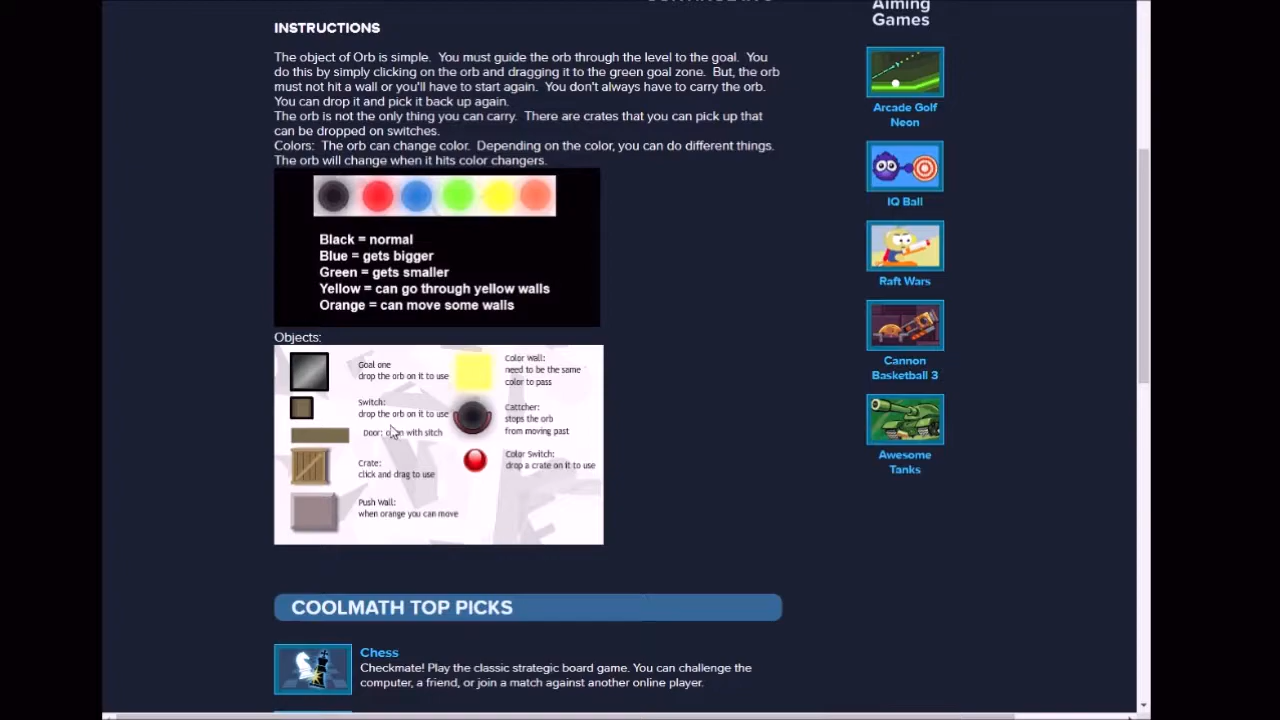 Aiming
Games
INSTRUCTIONS
The object of Orb is simple. You must guide the orb through the level to the goal. You
do this by simply clicking on the orb and dragging it to the green goal zone. But, the orb
must not hit a wall or you'll have to start again. You don't always have to carry the orb.
You can drop it and pick it back up again.
The orb is not the only thing you can carry. There are crates that you can pick up that
can be dropped on switches.
Colors: The orb can change color. Depending on the color, you can do different things.
The orb will change when it hits color changers.
Black = normal
Blue = gets bigger
Green = gets smaller
Yellow = can go through yellow walls
Orange = can move some walls
Objects:
Goal one
drop the orb on it to use
Switch:
drop the orb on it to use
Door: with sitch
Crate:
click and drag to use
Push Wall:
when orange you can move
Color Wall:
need to be the same
color to pass
Cattcher:
stops the orb
from moving past
Color Switch:
drop a crate on it to use
Arcade Golf
Neon
IQ Ball
Raft Wars
Cannon
Basketball 3
Awesome
Tanks
COOLMATH TOP PICKS
Chess
Checkmate! Play the classic strategic board game. You can challenge the
computer, a friend, or join a match against another online player.